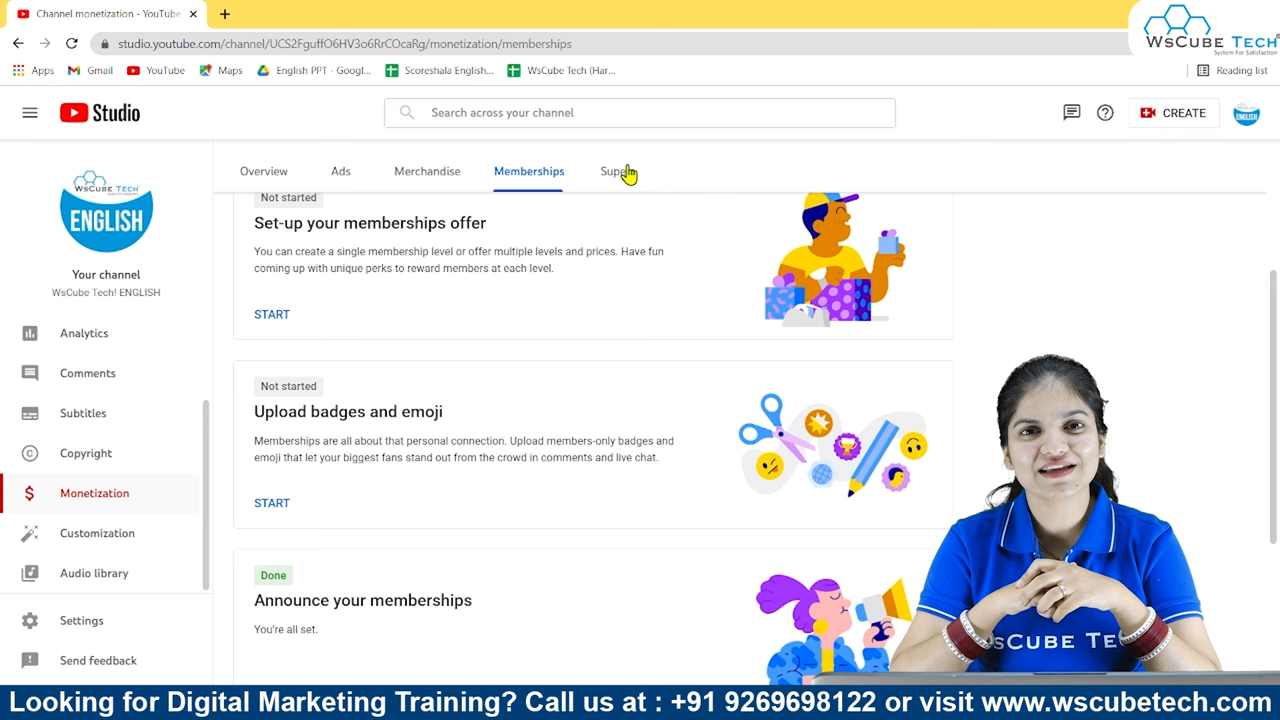 Channel monetization - YouTube
WsCube Tech
System For Satisfaction
studio.youtube.com/channel/UCS2FguffO6HV3o6RrCOcaRg/monetization/memberships
Apps
Gmail
YouTube
Maps
English PPT - Googl...
Scoreshala English...
WsCube Tech (Har...
Reading list
Studio
Search across your channel
CREATE
ENGLISH
Overview
Ads
Merchandise
Memberships
WsCube Tech
ENGLISH
Your channel
WsCube Tech! ENGLISH
Analytics
Comments
Subtitles
Copyright
Monetization
Customization
Audio library
Settings
Send feedback
Not started
Set-up your memberships offer
You can create a single membership level or offer multiple levels and prices. Have fun
coming up with unique perks to reward members at each level.
START
Not started
Upload badges and emoji
Memberships are all about that personal connection. Upload members-only badges and
emoji that let your biggest fans stand out from the crowd in comments and live chat.
START
Done
Announce your memberships
You're all set.
WsCube Te
Looking for Digital Marketing Training? Call us at : +91 9269698122 or visit www.wscubetech.com